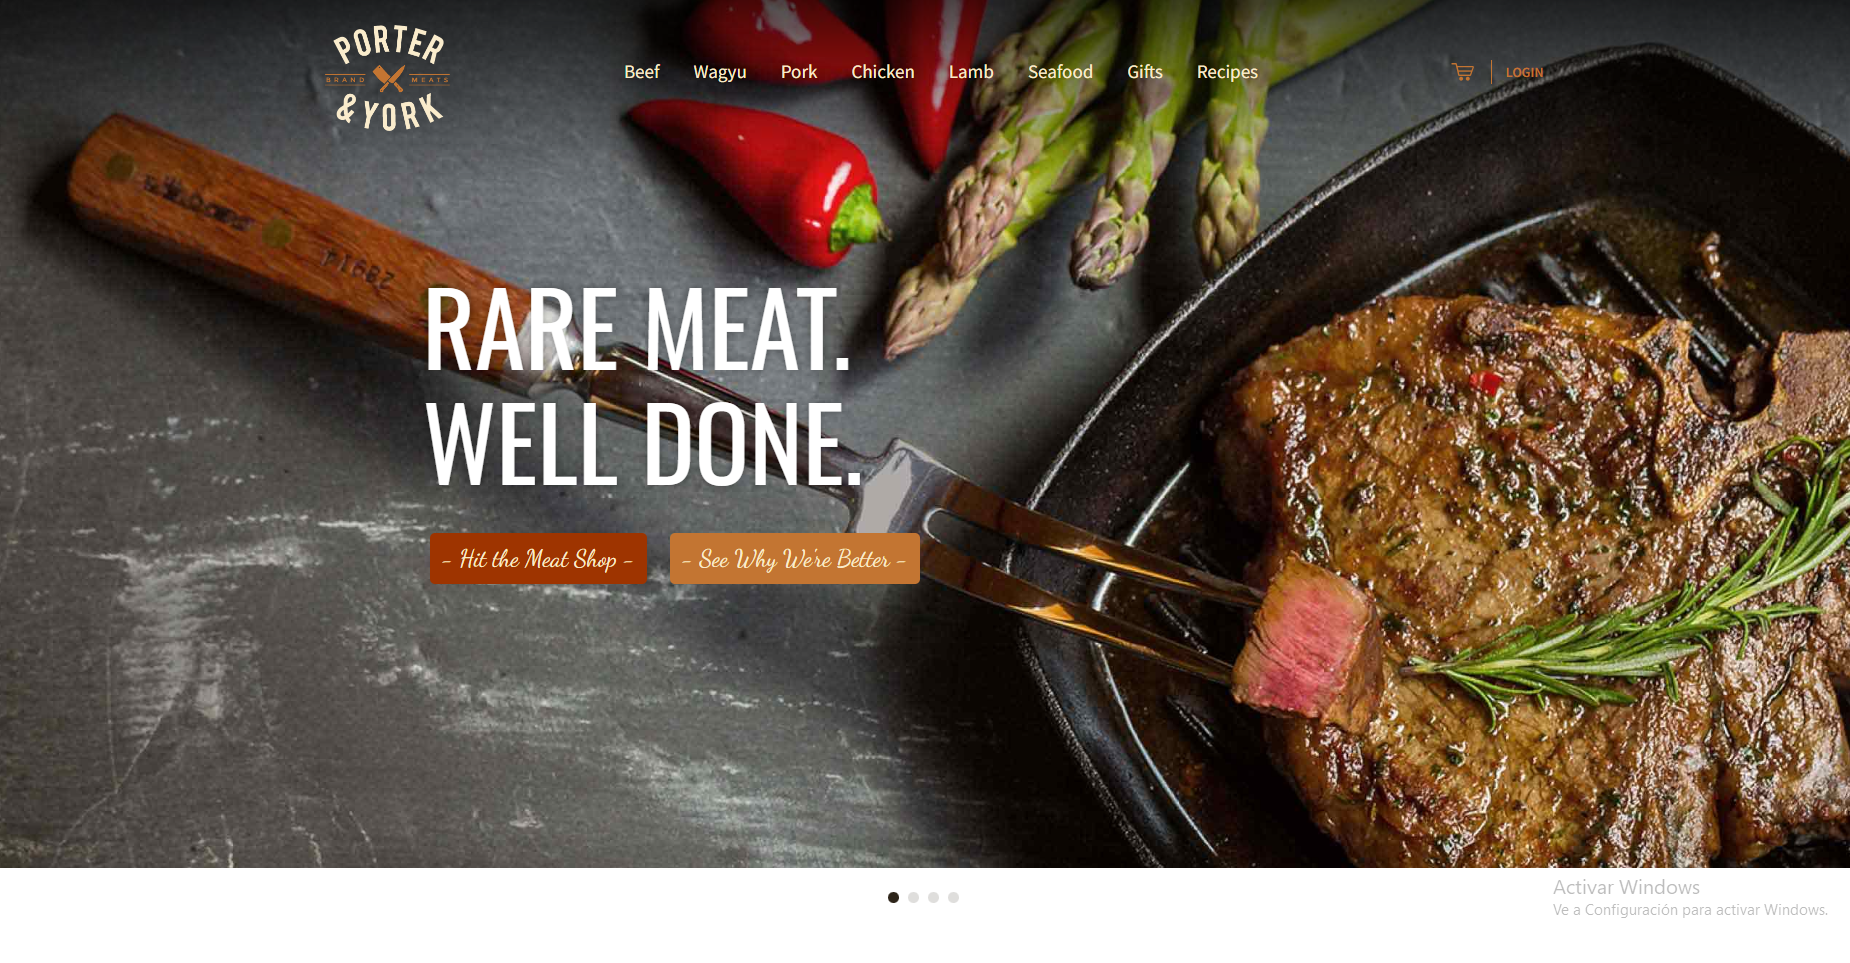 PORTER
BRAND MEATS
& YORK
Beef Wagyu Pork Chicken Lamb Seafood Gifts Recipes
LOGIN
RARE MEAT.
WELL DONE.
- Hit the Meat Shop - - See Why We're Better -
Activar Windows
Ve a Configuración para activar Windows.